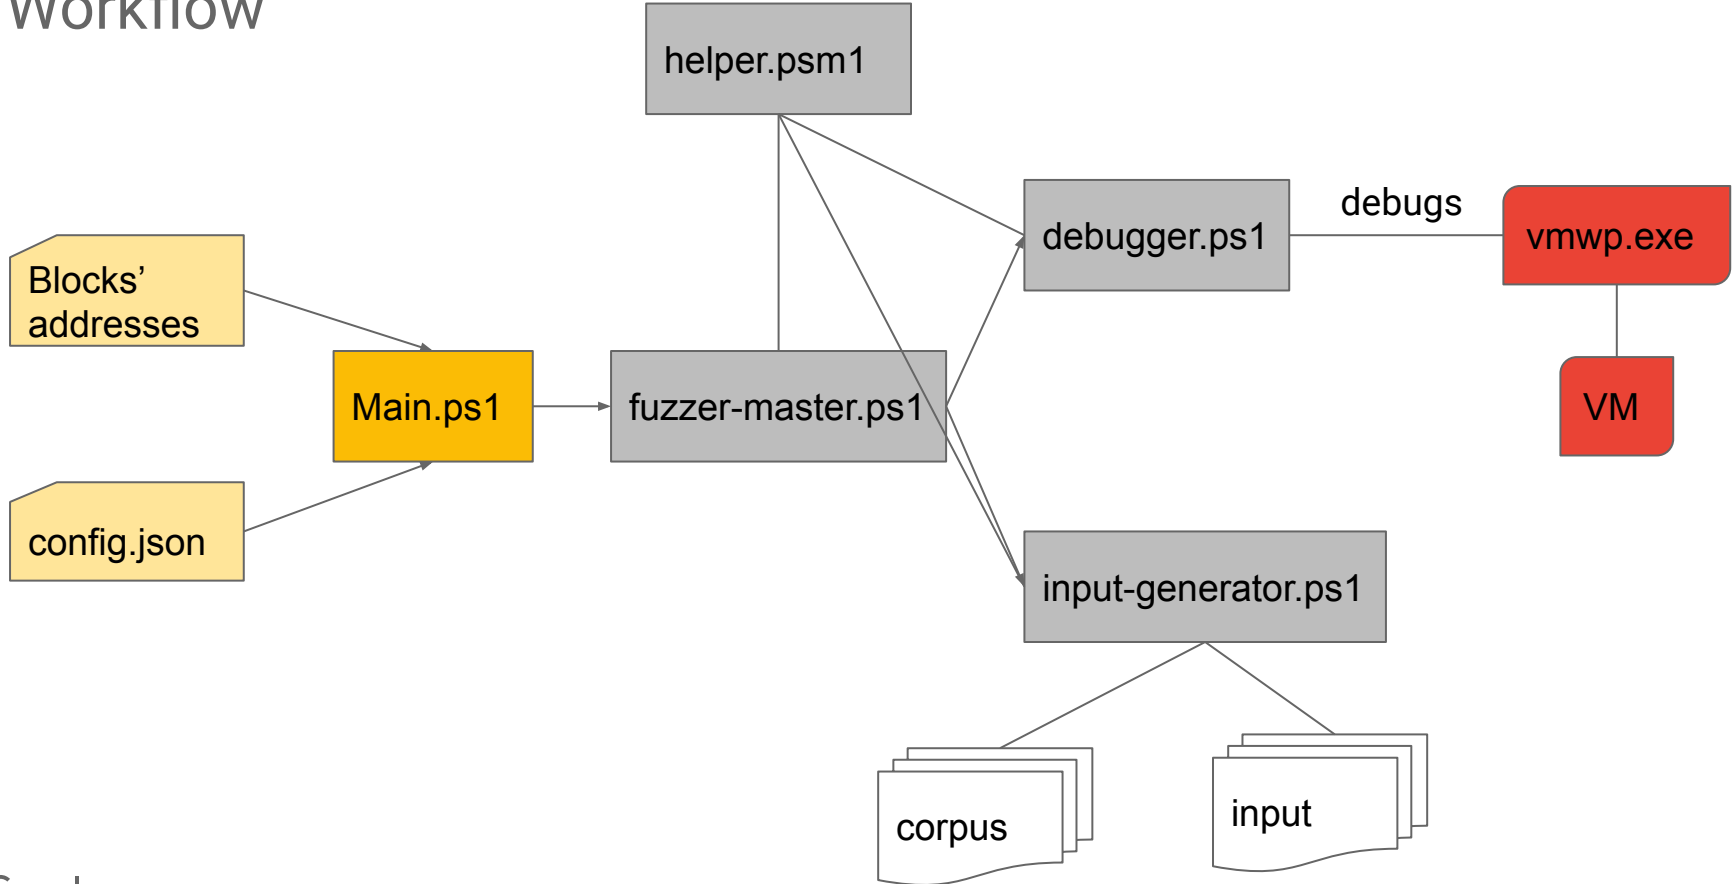 Workflow
helper.psm1
debugger.ps1
debugs
vmwp.exe
Blocks’
addresses
Main.ps1
fuzzer-master.ps1
VM
config.json
input-generator.ps1
corpus
input